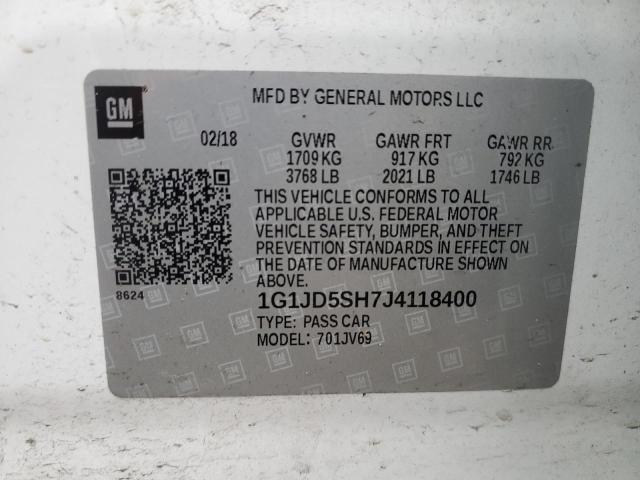 GM
MFD BY GENERAL MOTORS LLC
02/18 GVWR GAWR FRT GAWR RR
1709 KG 917 KG 792 KG
3768 LB 2021 LB 1746 LB
THIS VEHICLE CONFORMS TO ALL
APPLICABLE U.S. FEDERAL MOTOR
VEHICLE SAFETY, BUMPER, AND THEFT
PREVENTION STANDARDS IN EFFECT ON
THE DATE OF MANUFACTURE SHOWN
ABOVE.
8624
1G1JD5SH7J4118400
TYPE: PASS CAR
MODEL: 701JV69